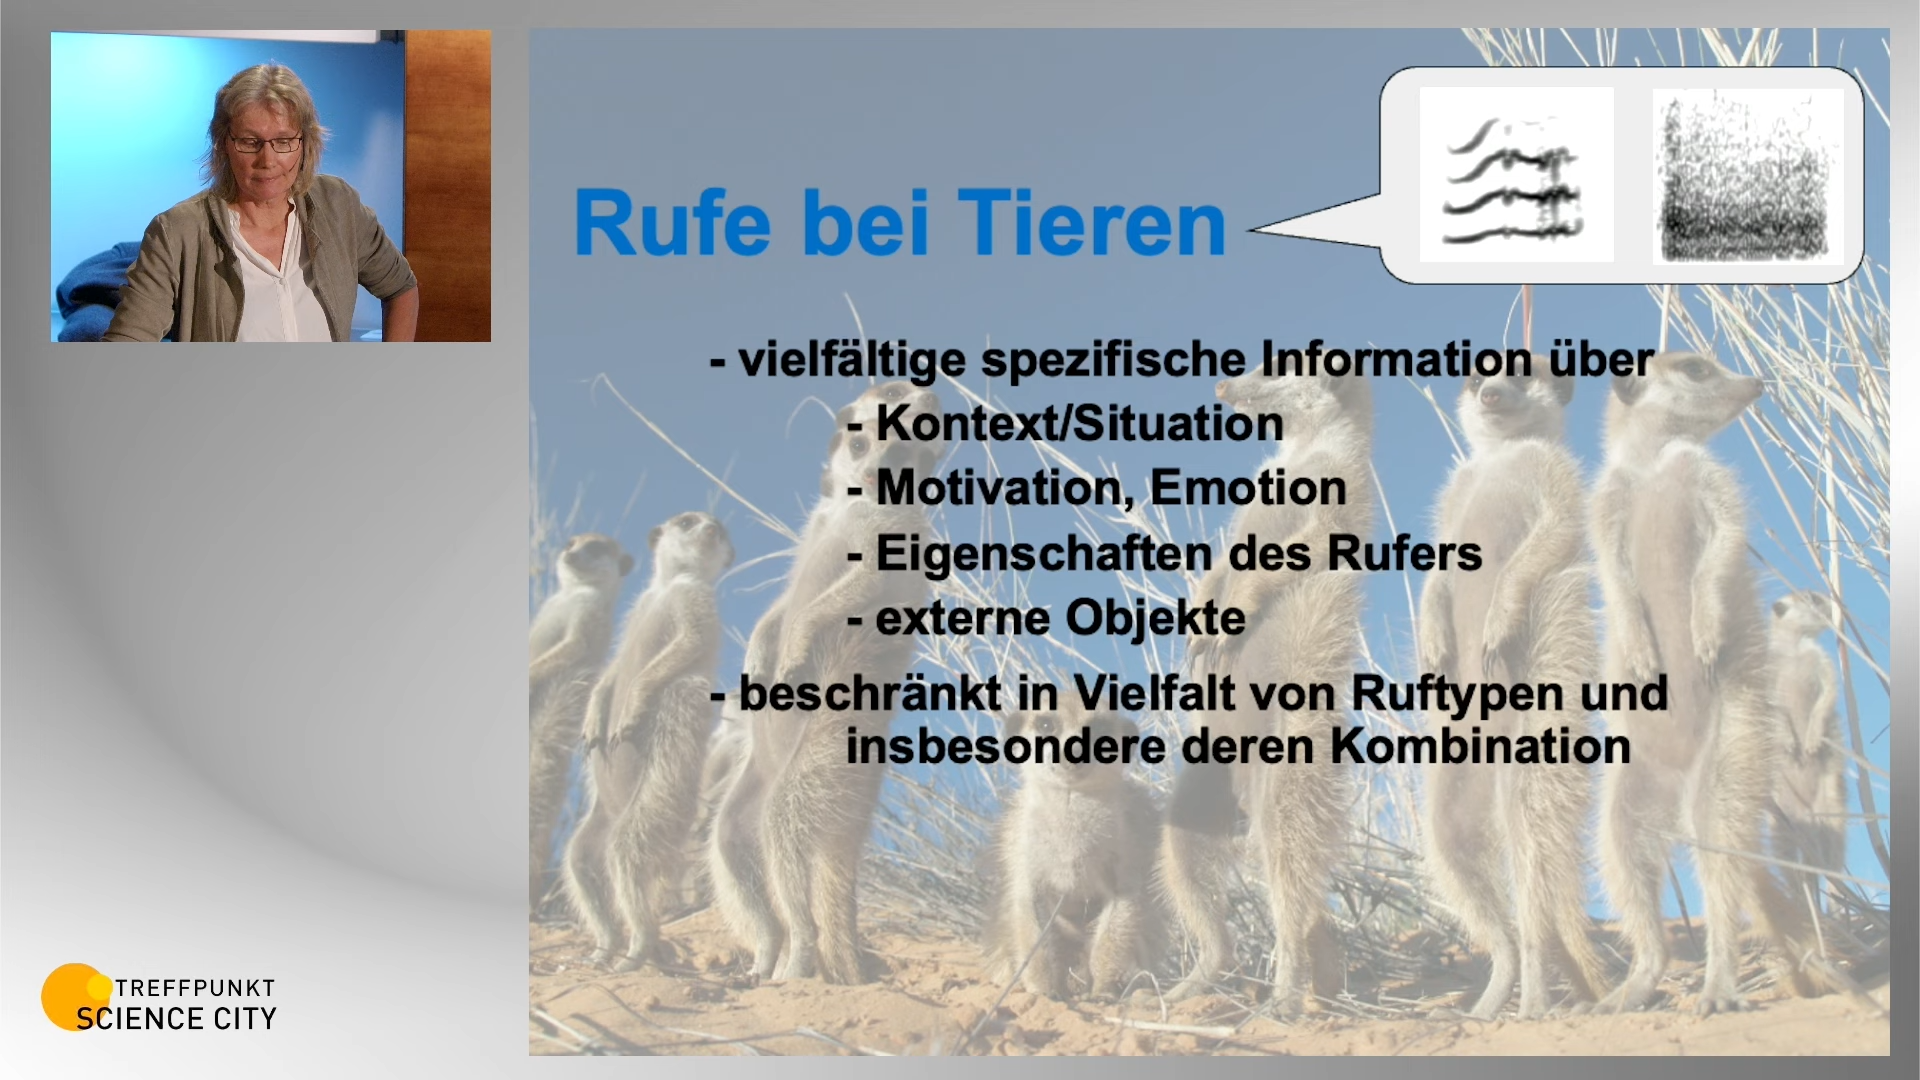 Rufe bei Tieren
- vielfältige spezifische Information über
- Kontext/Situation
- Motivation, Emotion
- Eigenschaften des Rufers
- externe Objekte
- beschränkt in Vielfalt von Ruftypen und
insbesondere deren Kombination
TREFFPUNKT
SCIENCE CITY